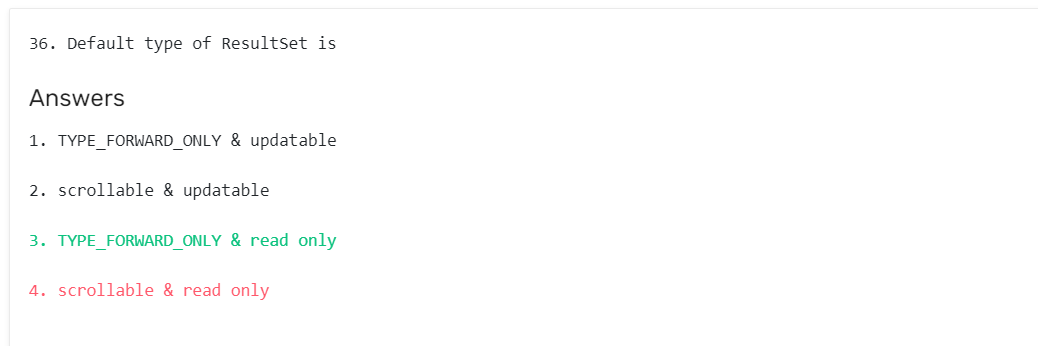 36. Default type of ResultSet is
Answers
1. TYPE_FORWARD_ONLY & updatable
2. scrollable & updatable
3. TYPE_FORWARD_ONLY & read only
4. scrollable & read only